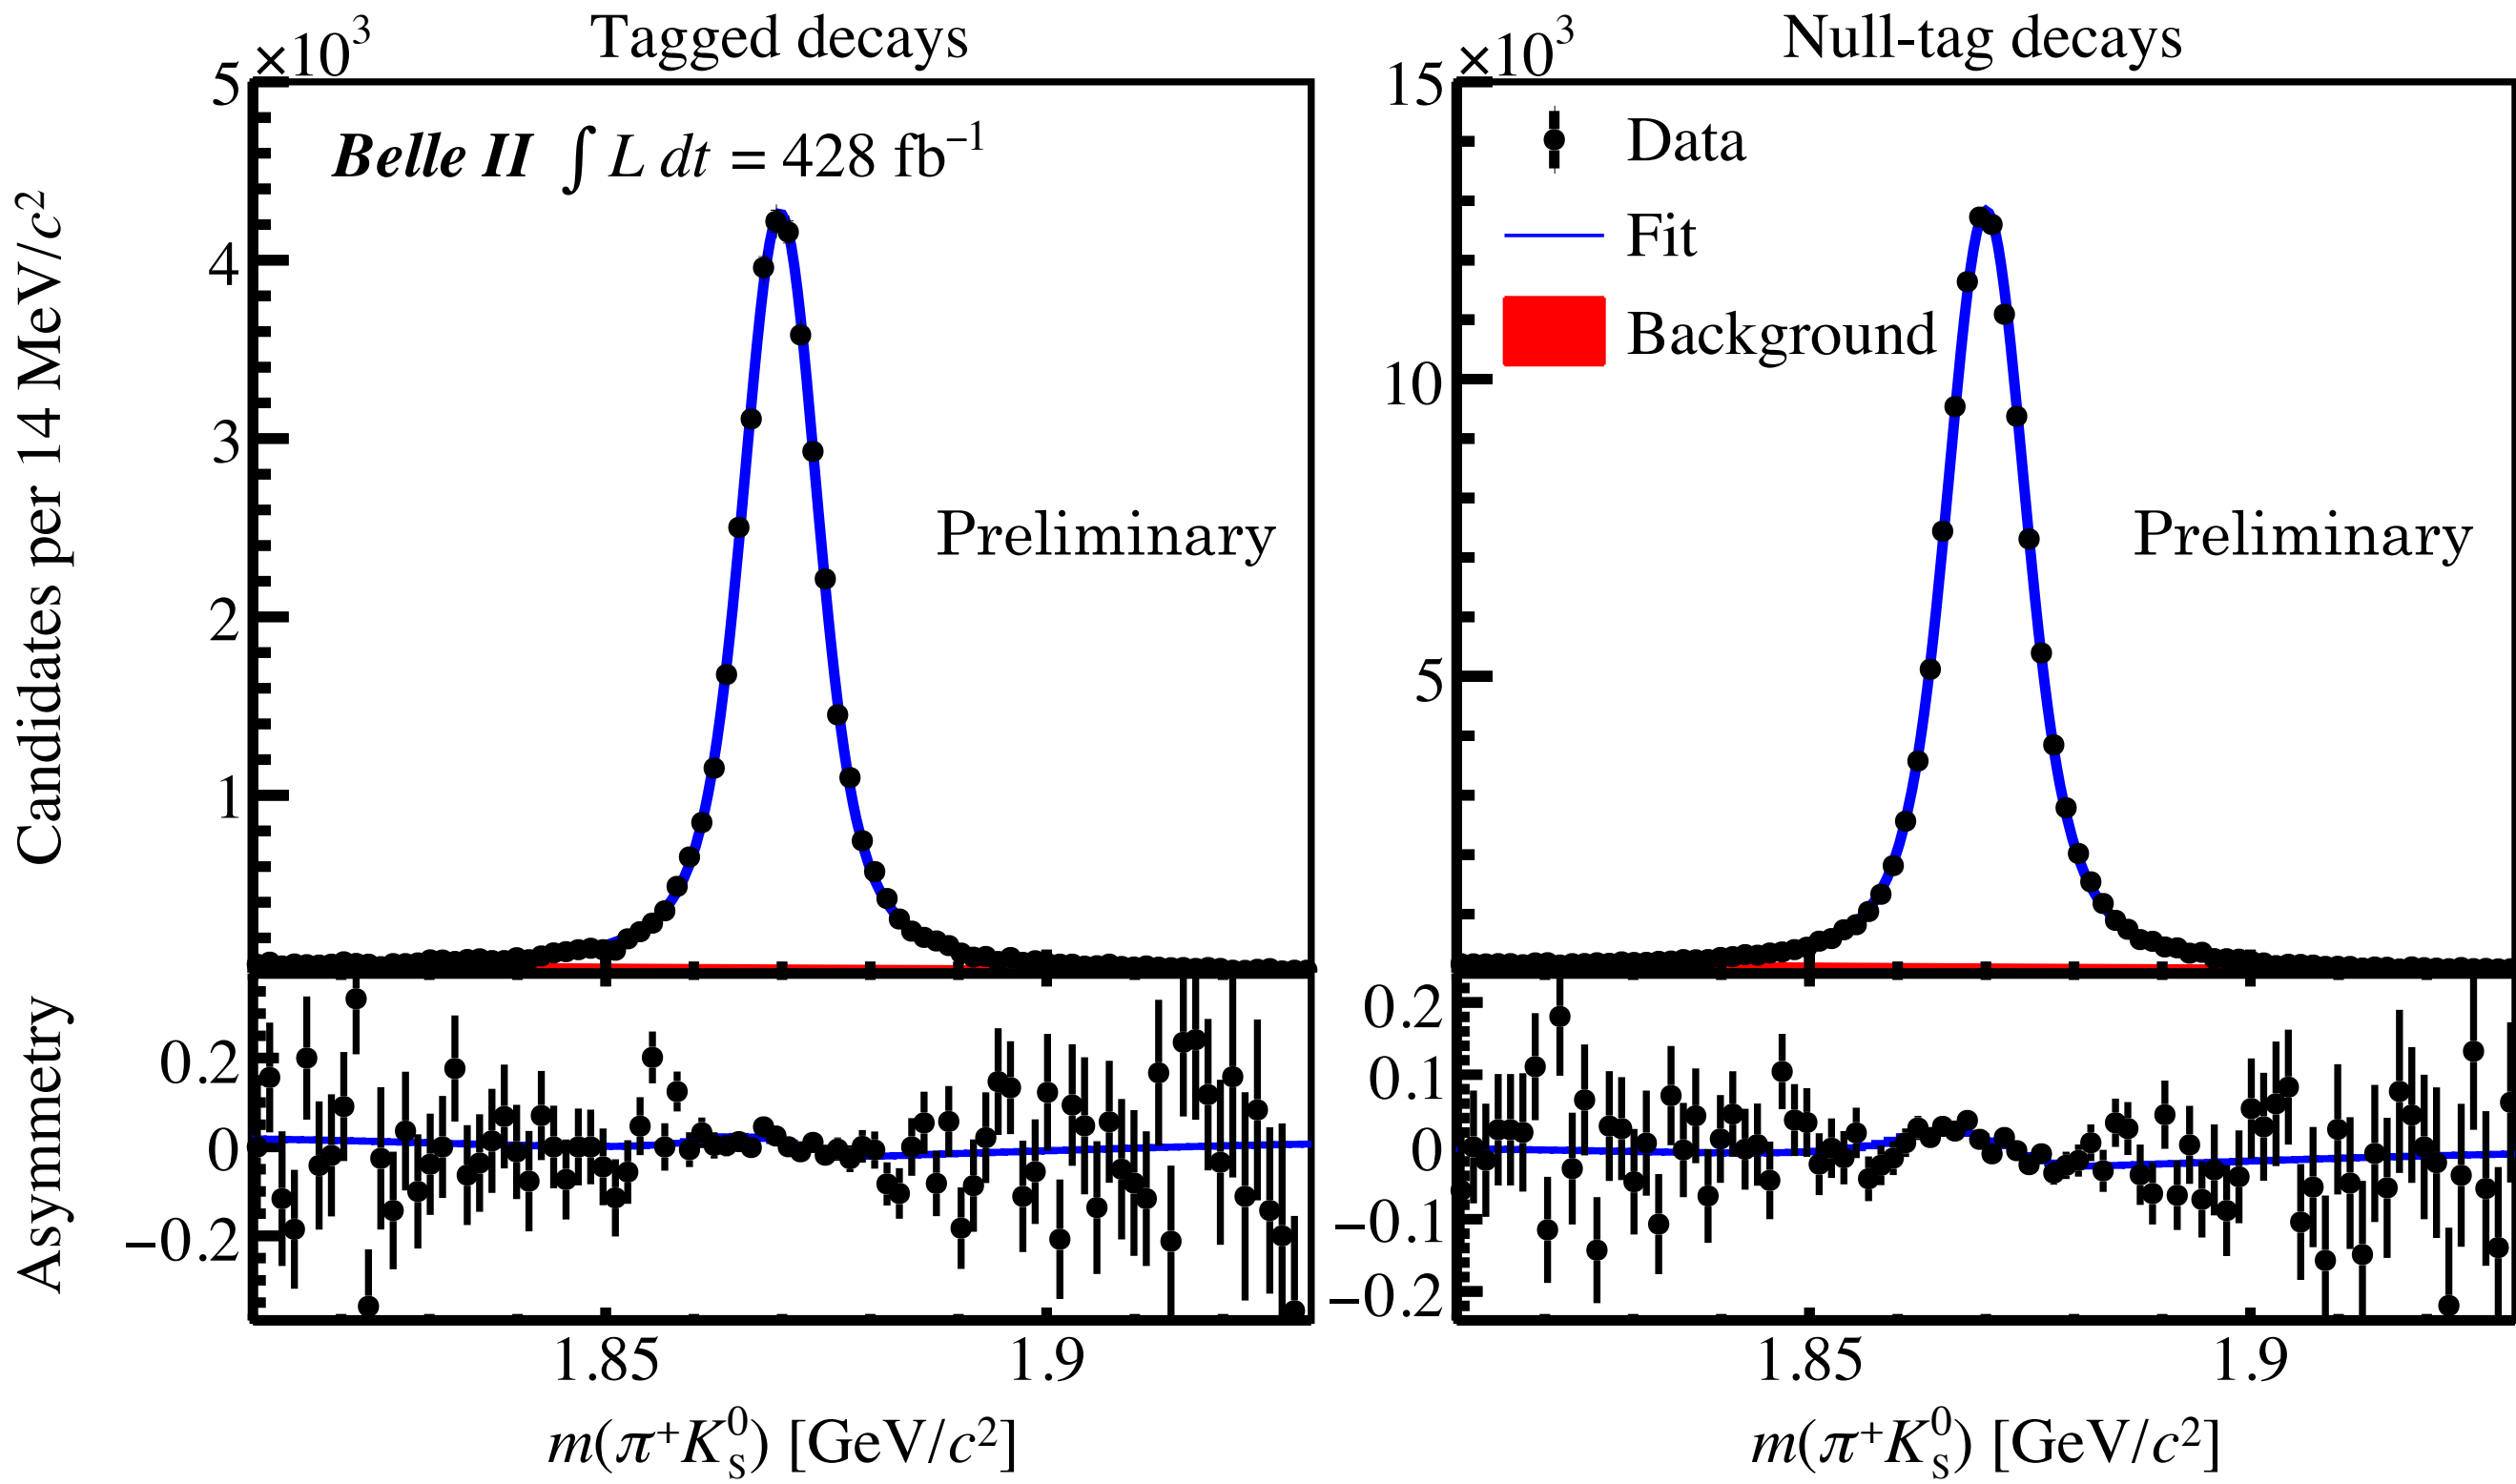 Tagged decays
Null-tag decays
×10³
5
4
3
2
1
Candidates per 14 MeV/c²
Belle II ∫ L dt = 428 fb⁻¹
Preliminary
×10³
15
10
5
Data
Fit
Background
Preliminary
Asymmetry
0.2
0
−0.2
0.2
0.1
0
−0.1
−0.2
1.85
1.9
1.85
1.9
m(π⁺K⁰S) [GeV/c²]
m(π⁺K⁰S) [GeV/c²]